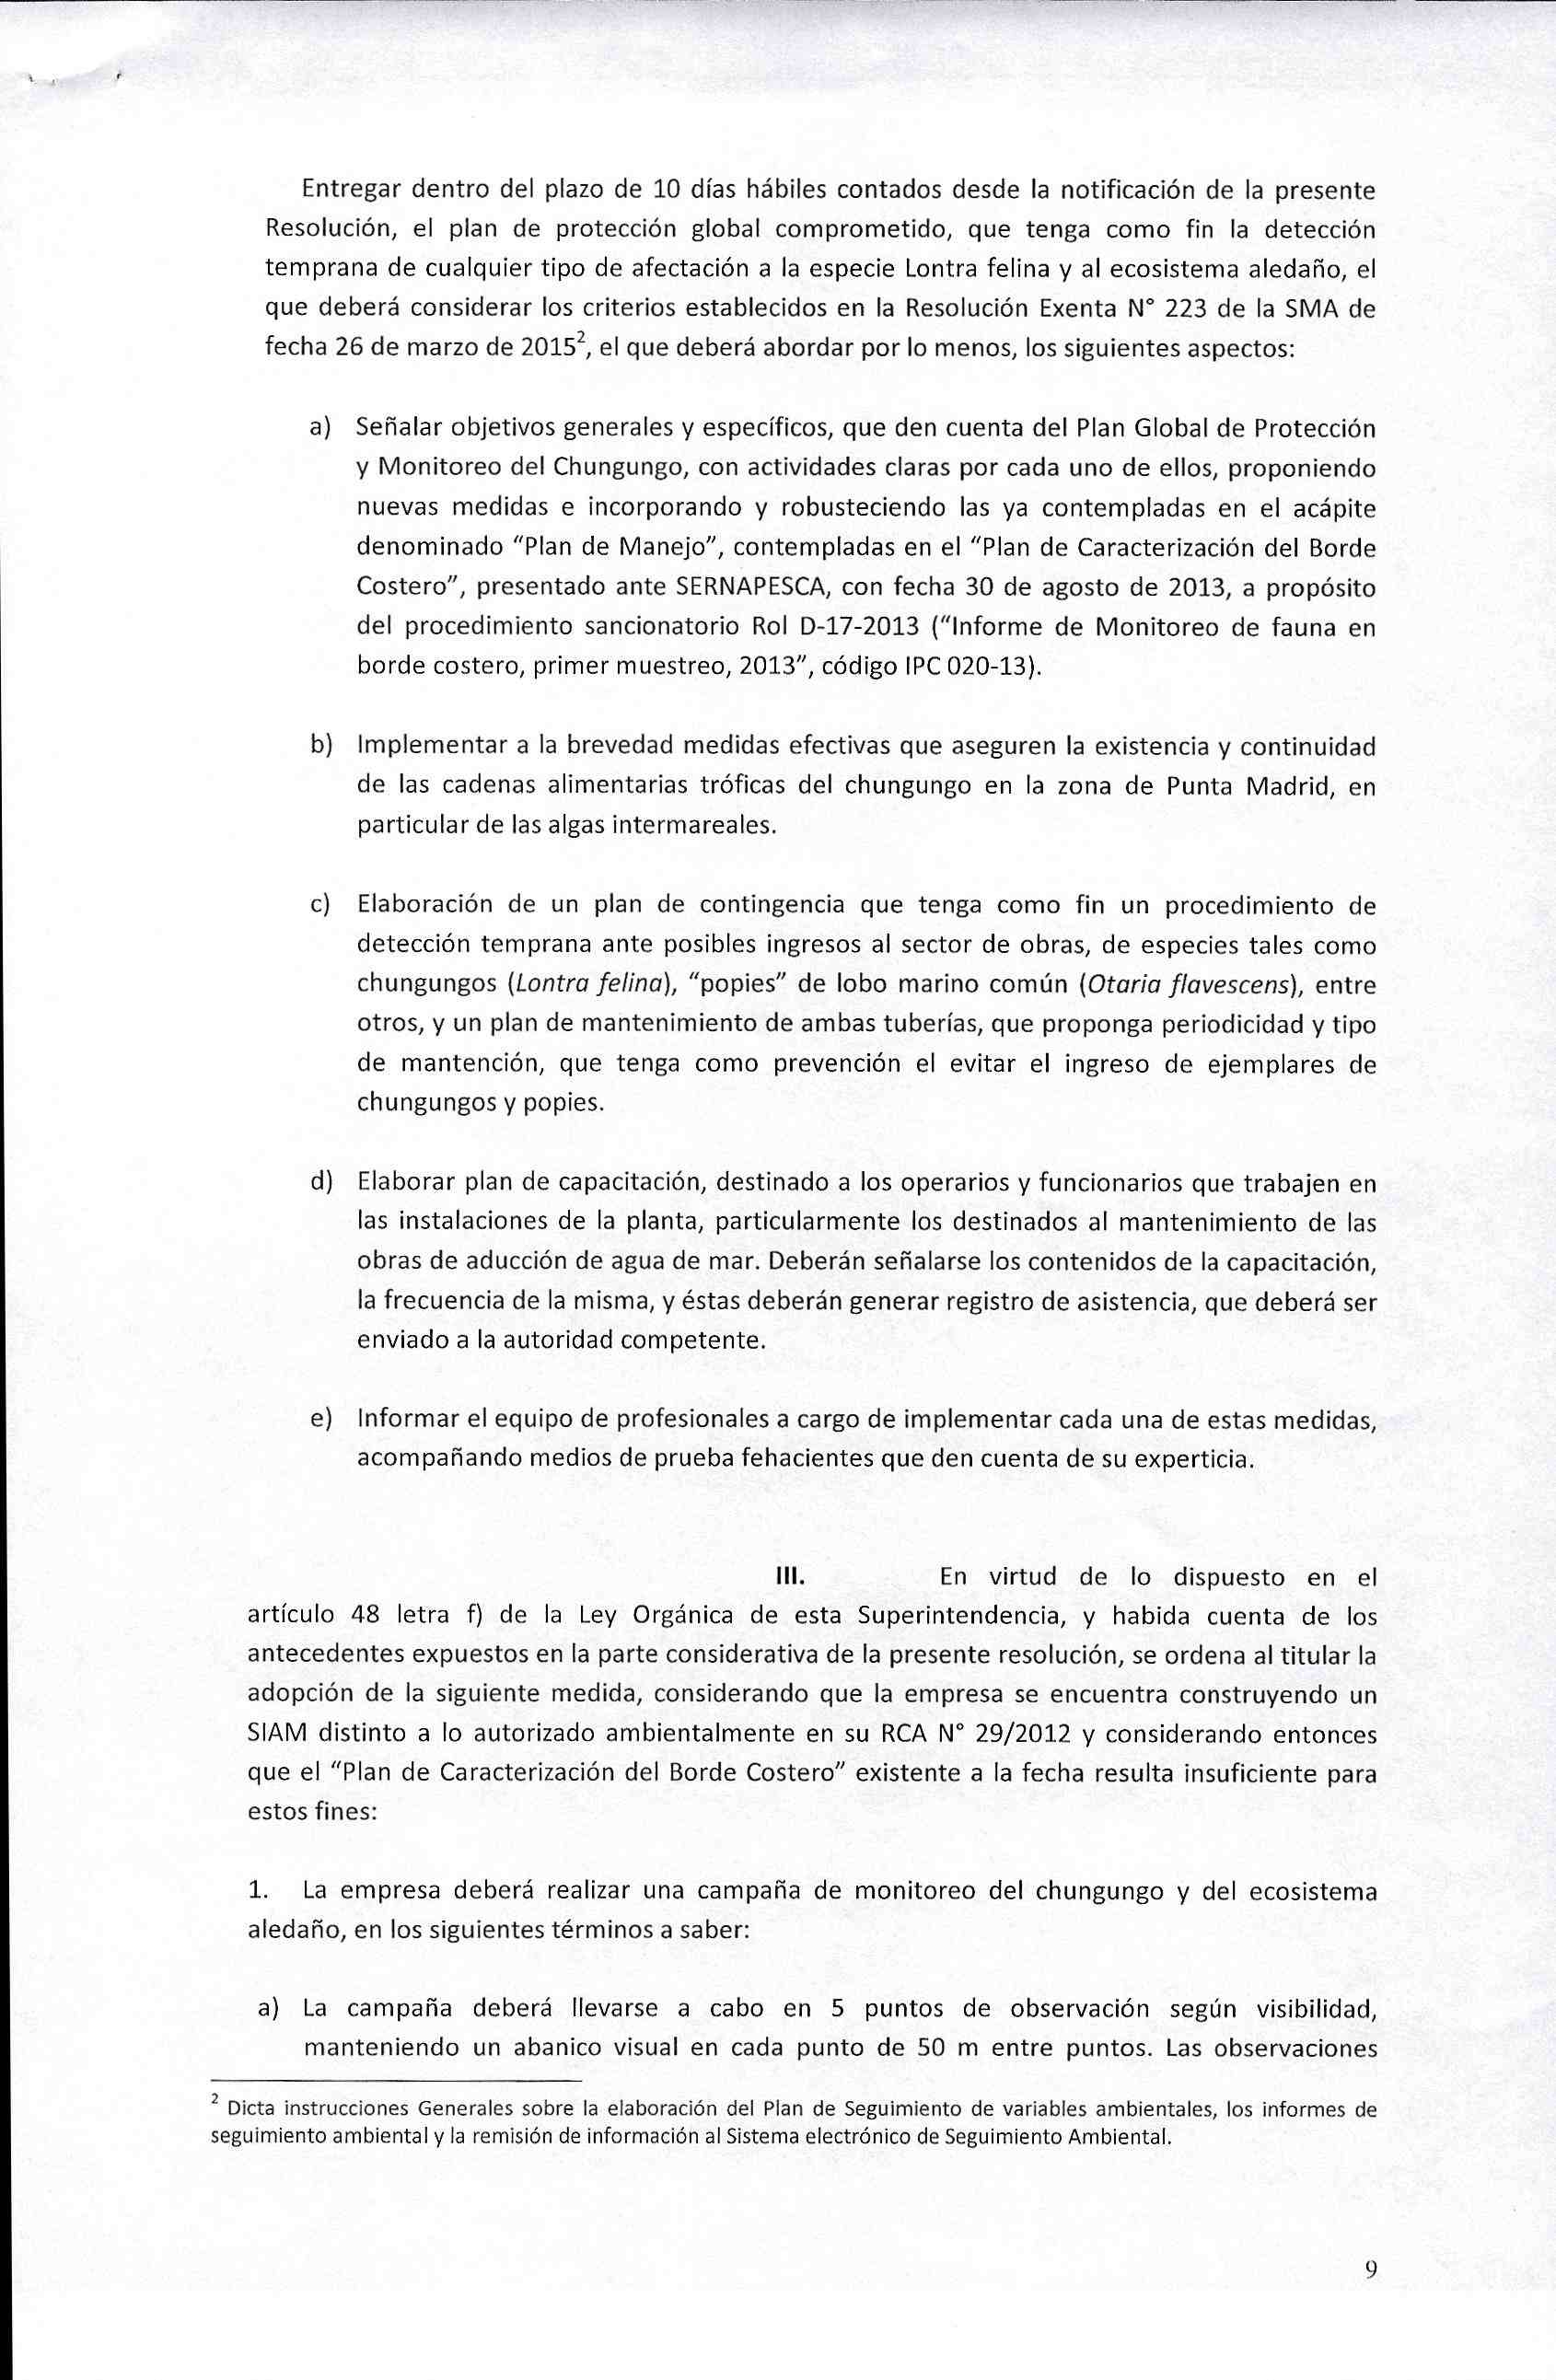 Entregar dentro del plazo de 10 días hábiles contados desde la notificación de la presente
Resolución, el plan de protección global comprometido, que tenga como fin la detección
temprana de cualquier tipo de afectación a la especie Lontra felina y al ecosistema aledaño, el
que deberá considerar los criterios establecidos en la Resolución Exenta N° 223 de la SMA de
fecha 26 de marzo de 2015², el que deberá abordar por lo menos, los siguientes aspectos:
a) Señalar objetivos generales y específicos, que den cuenta del Plan Global de Protección
y Monitoreo del Chungungo, con actividades claras por cada uno de ellos, proponiendo
nuevas medidas e incorporando y robusteciendo las ya contempladas en el acápite
denominado "Plan de Manejo", contempladas en el "Plan de Caracterización del Borde
Costero", presentado ante SERNAPESCA, con fecha 30 de agosto de 2013, a propósito
del procedimiento sancionatorio Rol D-17-2013 ("Informe de Monitoreo de fauna en
borde costero, primer muestreo, 2013", código IPC 020-13).
b) Implementar a la brevedad medidas efectivas que aseguren la existencia y continuidad
de las cadenas alimentarias tróficas del chungungo en la zona de Punta Madrid, en
particular de las algas intermareales.
c) Elaboración de un plan de contingencia que tenga como fin un procedimiento de
detección temprana ante posibles ingresos al sector de obras, de especies tales como
chungungos (Lontra felina), "popies" de lobo marino común (Otaria flavescens), entre
otros, y un plan de mantenimiento de ambas tuberías, que proponga periodicidad y tipo
de mantención, que tenga como prevención el evitar el ingreso de ejemplares de
chungungos y popies.
d) Elaborar plan de capacitación, destinado a los operarios y funcionarios que trabajen en
las instalaciones de la planta, particularmente los destinados al mantenimiento de las
obras de aducción de agua de mar. Deberán señalarse los contenidos de la capacitación,
la frecuencia de la misma, y éstas deberán generar registro de asistencia, que deberá ser
enviado a la autoridad competente.
e) Informar el equipo de profesionales a cargo de implementar cada una de estas medidas,
acompañando medios de prueba fehacientes que den cuenta de su experticia.
III. En virtud de lo dispuesto en el
artículo 48 letra f) de la Ley Orgánica de esta Superintendencia, y habida cuenta de los
antecedentes expuestos en la parte considerativa de la presente resolución, se ordena al titular la
adopción de la siguiente medida, considerando que la empresa se encuentra construyendo un
SIAM distinto a lo autorizado ambientalmente en su RCA N° 29/2012 y considerando entonces
que el "Plan de Caracterización del Borde Costero" existente a la fecha resulta insuficiente para
estos fines:
1. La empresa deberá realizar una campaña de monitoreo del chungungo y del ecosistema
aledaño, en los siguientes términos a saber:
a) La campaña deberá llevarse a cabo en 5 puntos de observación según visibilidad,
manteniendo un abanico visual en cada punto de 50 m entre puntos. Las observaciones
² Dicta instrucciones Generales sobre la elaboración del Plan de Seguimiento de variables ambientales, los informes de
seguimiento ambiental y la remisión de información al Sistema electrónico de Seguimiento Ambiental.
9